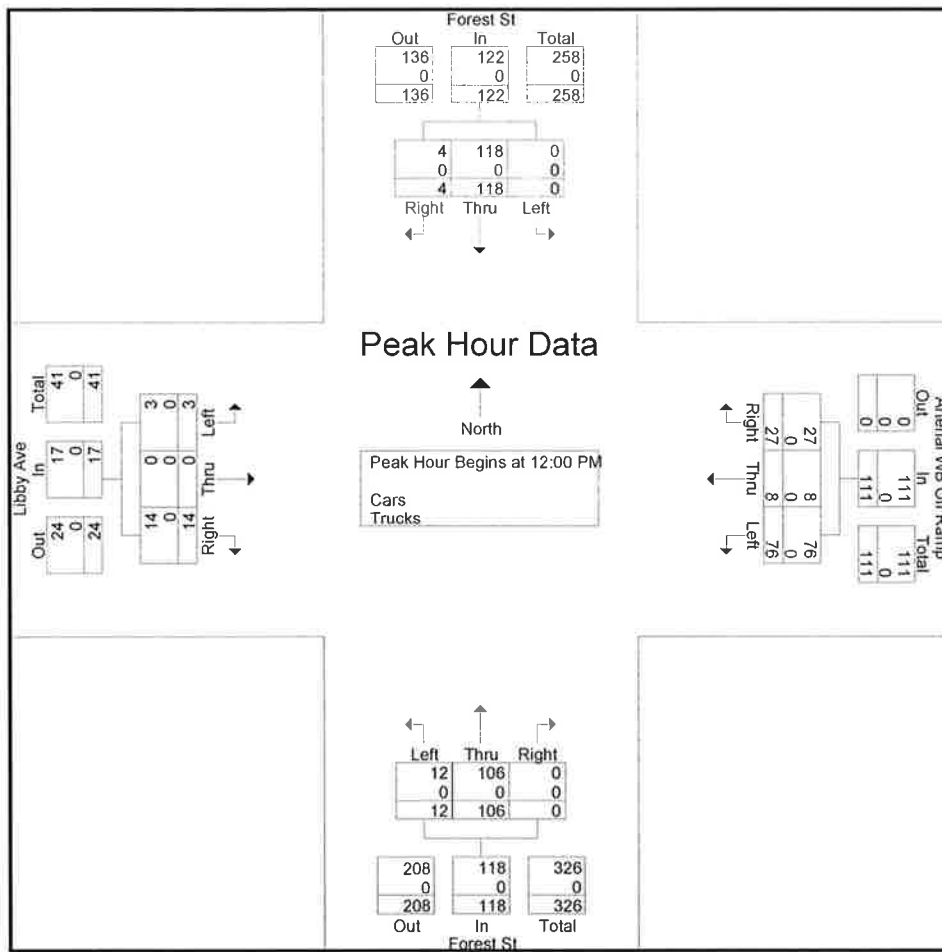 Forest St
Out In Total
136 122 258
0 0 0
136 122 258
4 118 0
0 0 0
4 118 0
Right Thru Left
Peak Hour Data
North
Peak Hour Begins at 12:00 PM
Cars
Trucks
Libby Ave
Out In Total
24 17 41
0 0 0
24 17 41
Right Thru Left
14 0 3
0 0 0
14 0 3
Right Thru Left
27 8 76
0 0 0
27 8 76
Arterial WB Off Ramp
Out In Total
0 111 111
0 0 0
0 111 111
Left Thru Right
12 106 0
0 0 0
12 106 0
208 118 326
0 0 0
208 118 326
Out In Total
Forest St